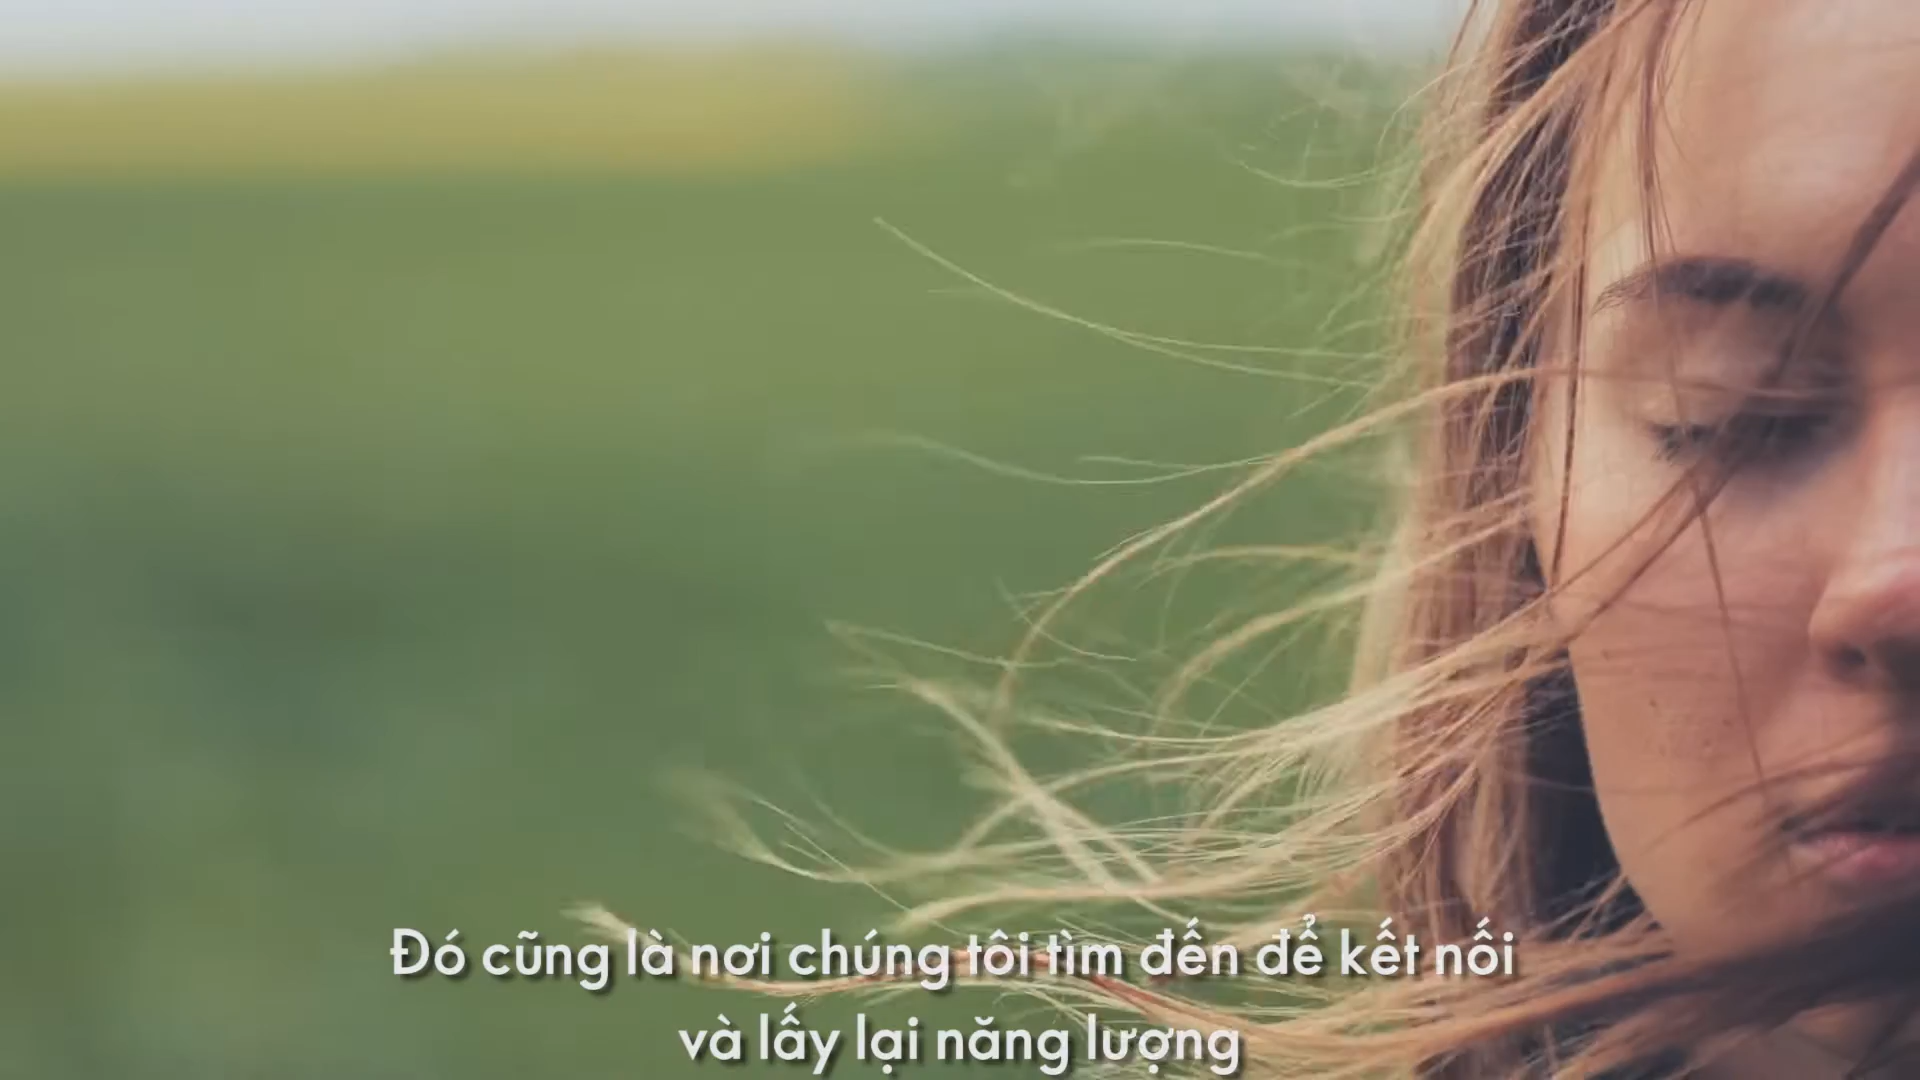 Đó cũng là nơi chúng tôi tìm đến để kết nối
và lấy lại năng lượng